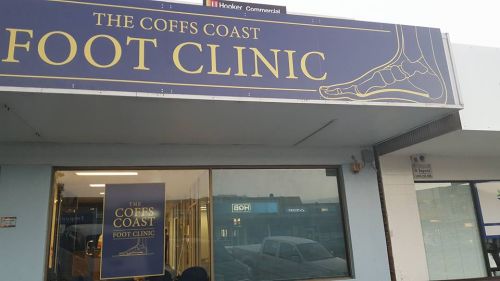 Hooker Commercial
THE COFFS COAST
FOOT CLINIC
THE
COFFS
COAST
FOOT CLINIC
BOH